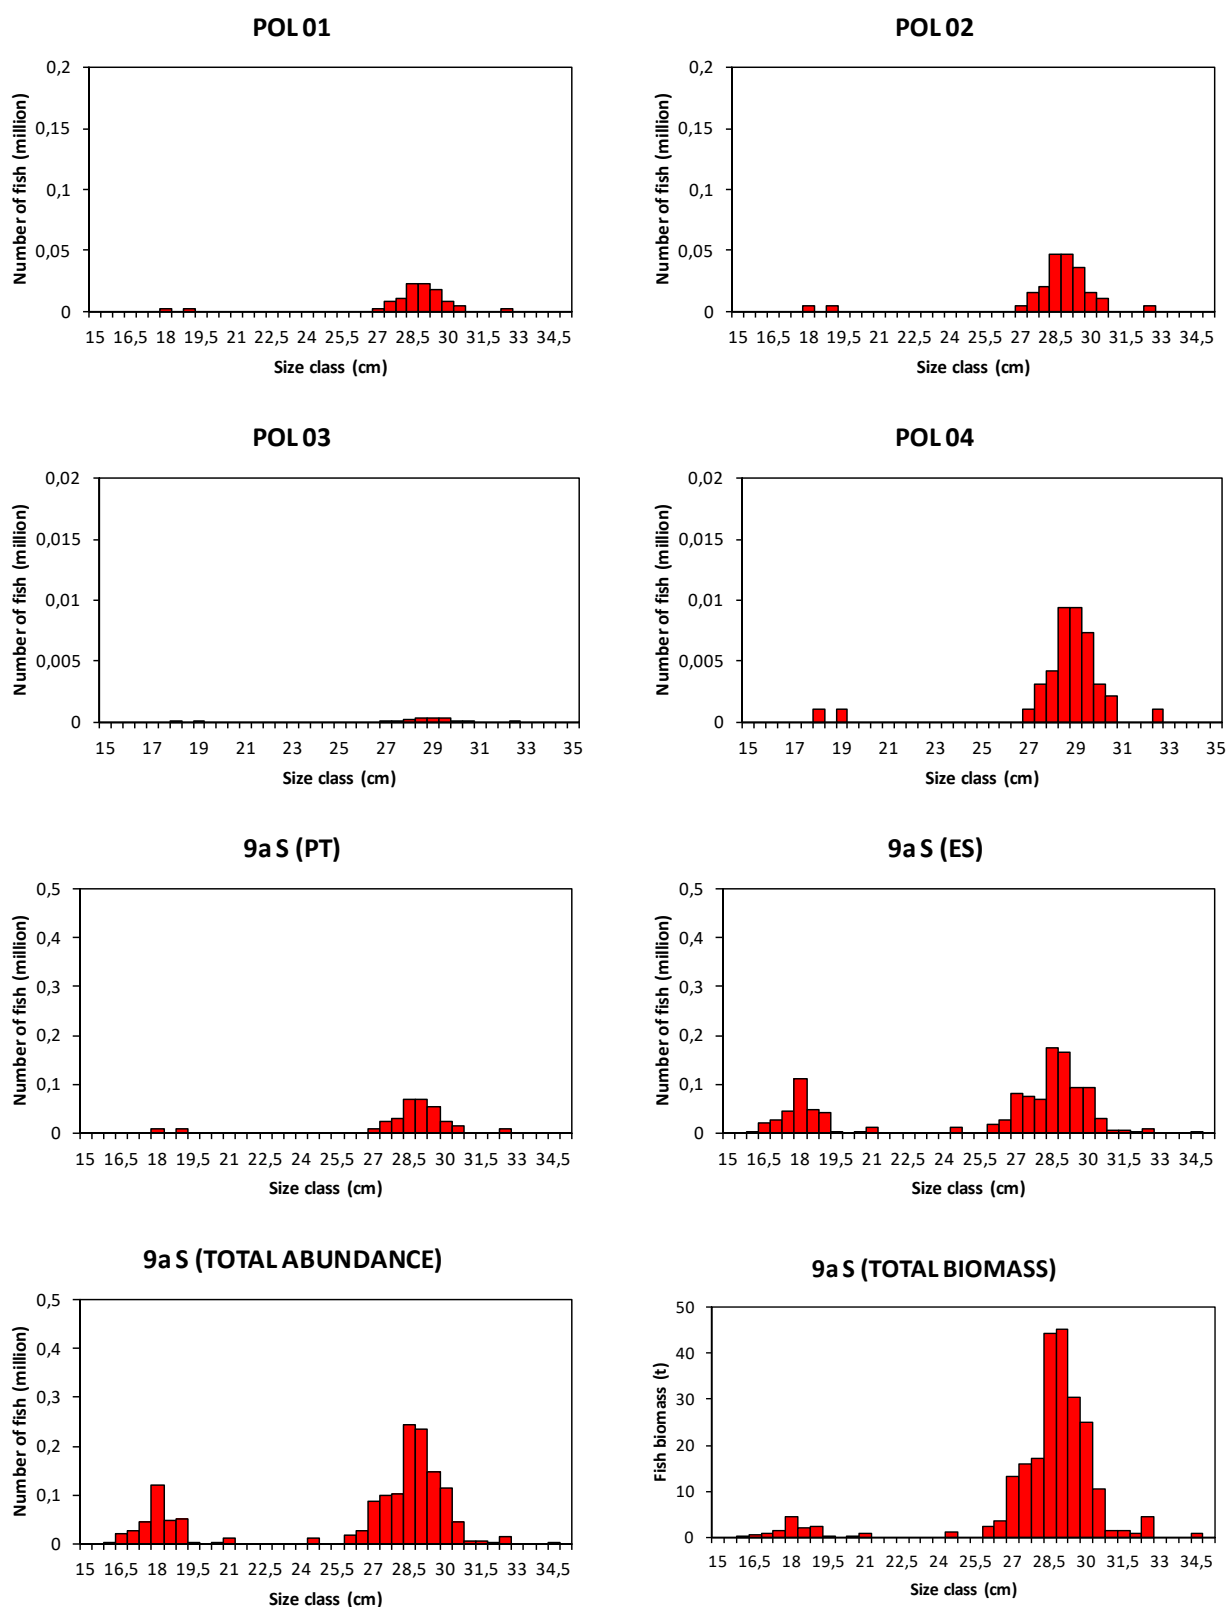 POL 01
Number of fish (million)
0,2
0,15
0,1
0,05
0
15 16,5 18 19,5 21 22,5 24 25,5 27 28,5 30 31,5 33 34,5
Size class (cm)
POL 02
Number of fish (million)
0,2
0,15
0,1
0,05
0
15 16,5 18 19,5 21 22,5 24 25,5 27 28,5 30 31,5 33 34,5
Size class (cm)
POL 03
Number of fish (million)
0,02
0,015
0,01
0,005
0
15 17 19 21 23 25 27 29 31 33 35
Size class (cm)
POL 04
Number of fish (million)
0,02
0,015
0,01
0,005
0
15 17 19 21 23 25 27 29 31 33 35
Size class (cm)
9a S (PT)
Number of fish (million)
0,5
0,4
0,3
0,2
0,1
0
15 16,5 18 19,5 21 22,5 24 25,5 27 28,5 30 31,5 33 34,5
Size class (cm)
9a S (ES)
Number of fish (million)
0,5
0,4
0,3
0,2
0,1
0
15 16,5 18 19,5 21 22,5 24 25,5 27 28,5 30 31,5 33 34,5
Size class (cm)
9a S (TOTAL ABUNDANCE)
Number of fish (million)
0,5
0,4
0,3
0,2
0,1
0
15 16,5 18 19,5 21 22,5 24 25,5 27 28,5 30 31,5 33 34,5
Size class (cm)
9a S (TOTAL BIOMASS)
Fish biomass (t)
50
40
30
20
10
0
15 16,5 18 19,5 21 22,5 24 25,5 27 28,5 30 31,5 33 34,5
Size class (cm)